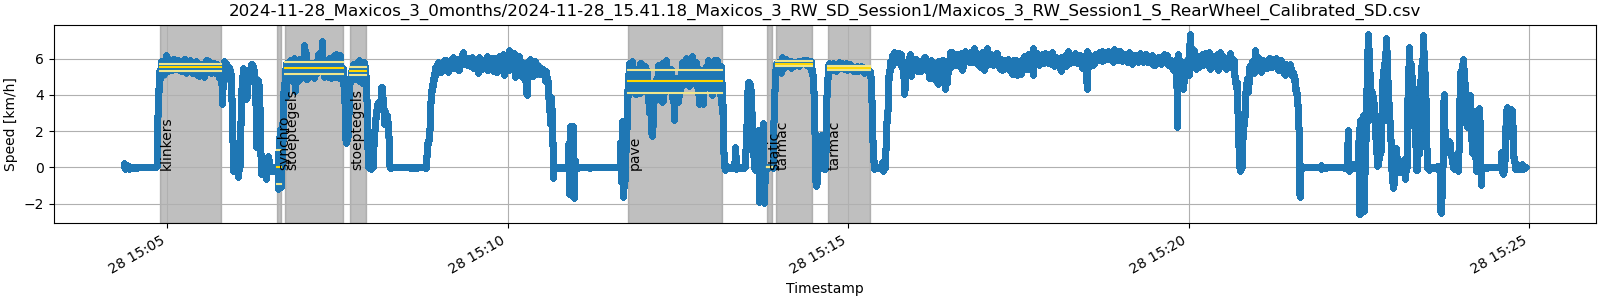 2024-11-28_Maxicos_3_0months/2024-11-28_15.41.18_Maxicos_3_RW_SD_Session1/Maxicos_3_RW_Session1_S_RearWheel_Calibrated_SD.csv
Speed [km/h]
6
4
2
0
−2
klinkers
synchro
stoeptegels
stoeptegels
pave
static
tarmac
tarmac
28 15:05
28 15:10
28 15:15
28 15:20
28 15:25
Timestamp